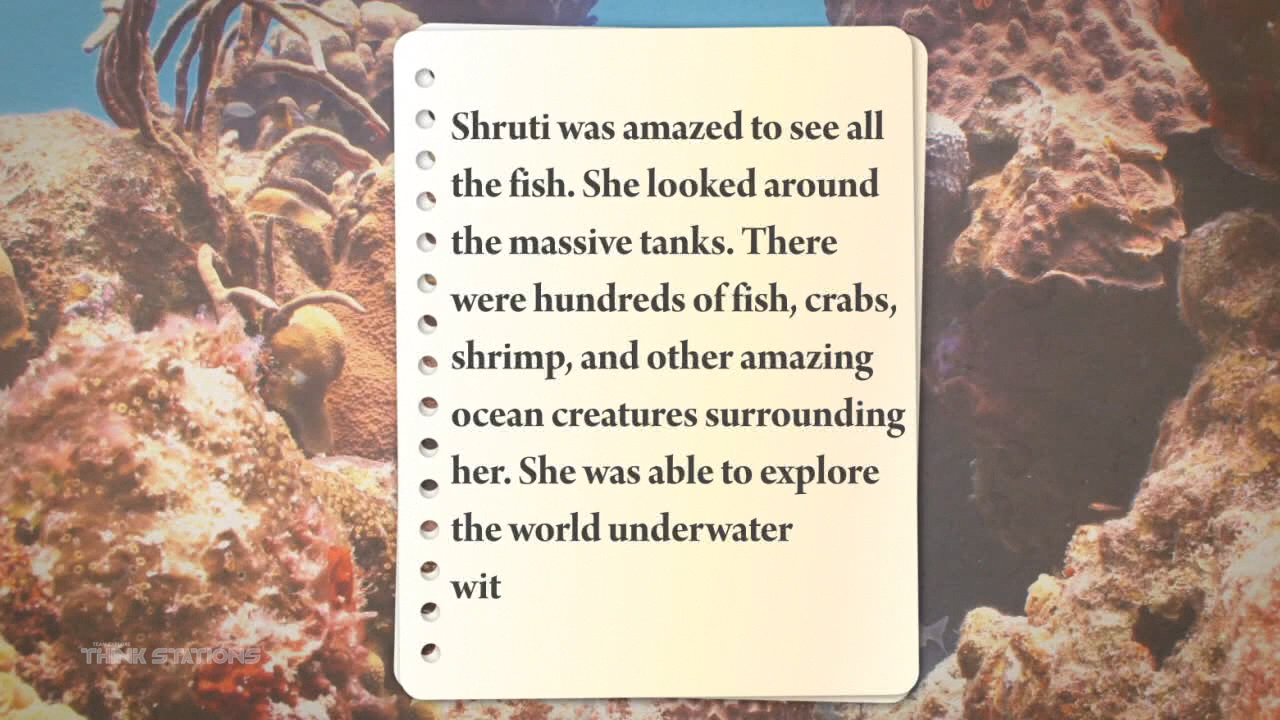 Shruti was amazed to see all
the fish. She looked around
the massive tanks. There
were hundreds of fish, crabs,
shrimp, and other amazing
ocean creatures surrounding
her. She was able to explore
the world underwater
wit
THINK STATIONS